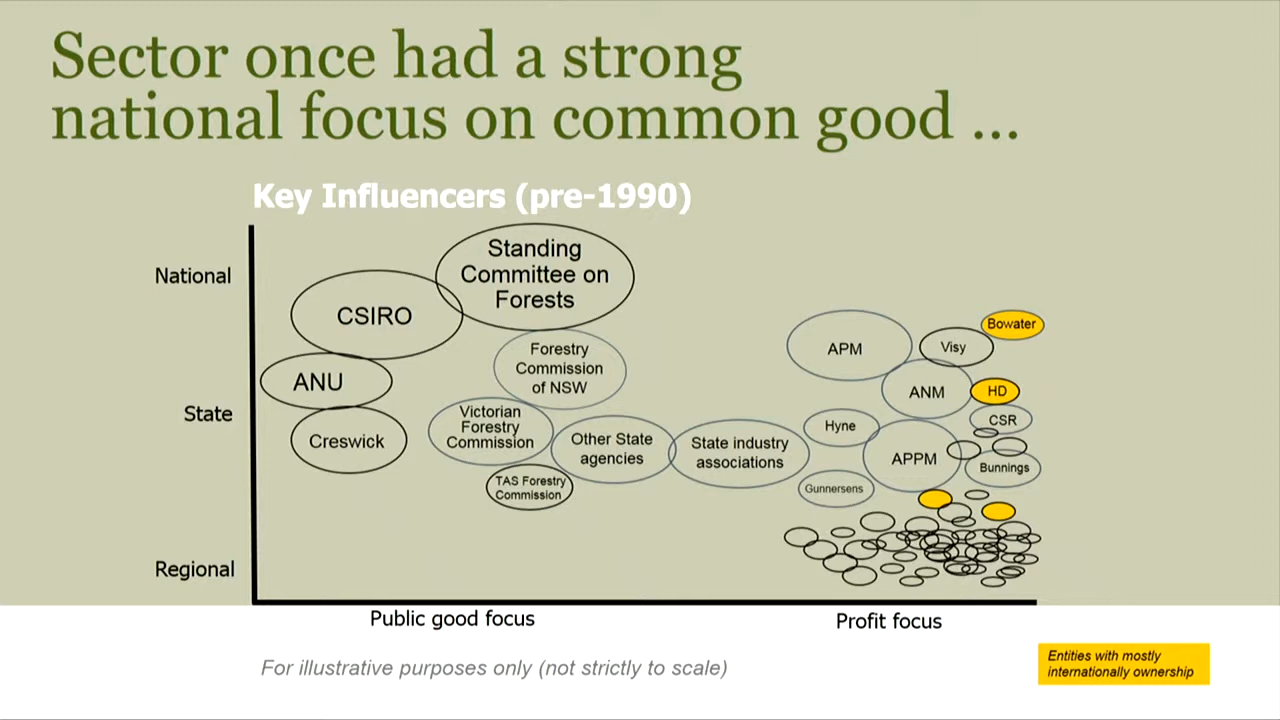 Sector once had a strong
national focus on common good ...
Key Influencers (pre-1990)
National
State
Regional
Standing
Committee on
Forests
CSIRO
ANU
Creswick
Forestry
Commission
of NSW
Victorian
Forestry
Commission
TAS Forestry
Commission
Other State
agencies
State industry
associations
APM
Visy
Bowater
ANM
HD
CSR
Hyne
APPM
Bunnings
Gunnersens
Public good focus
Profit focus
For illustrative purposes only (not strictly to scale)
Entities with mostly
internationally ownership